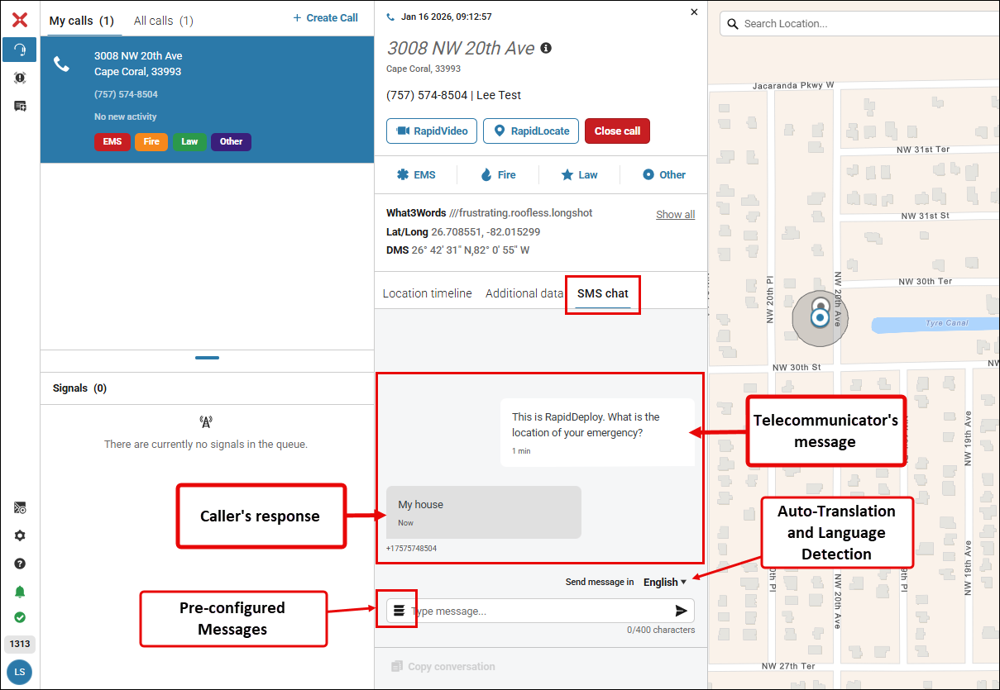 My calls (1)
All calls (1)
+ Create Call
3008 NW 20th Ave
Cape Coral, 33993
(757) 574-8504
No new activity
EMS
Fire
Law
Other
Signals (0)
There are currently no signals in the queue.
1313
LS
Jan 16 2026, 09:12:57
3008 NW 20th Ave
Cape Coral, 33993
(757) 574-8504 | Lee Test
RapidVideo
RapidLocate
Close call
EMS
Fire
Law
Other
What3Words ///frustrating.roofless.longshot
Show all
Lat/Long 26.708551, -82.015299
DMS 26° 42' 31" N,82° 0' 55" W
Location timeline
Additional data
SMS chat
This is RapidDeploy. What is the
location of your emergency?
1 min
My house
Now
+17575748504
Send message in English
Type message...
0/400 characters
Copy conversation
Caller's response
Pre-configured
Messages
Telecommunicator's
message
Auto-Translation
and Language
Detection
Search Location...
Jacaranda Pkwy W
NW 31st Ter
NW 31st St
NW 30th Ter
NW 20th Pl
NW 20th Ave
Tyre Canal
NW 30th St
NW 19th Ave
NW 20th Ave
NW 19th Ave
NW 27th Ter